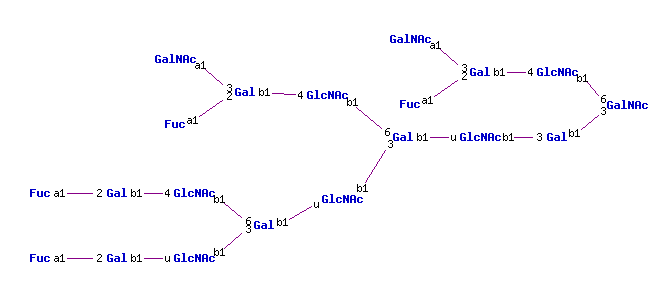 GalNAc a1
GalNAc a1
3 Gal b1 4 GlcNAc b1
2
3 Gal b1 4 GlcNAc b1
2
Fuc a1
6 GalNAc
3
Fuc a1
6 Gal b1 u GlcNAc b1 3 Gal b1
3
Fuc a1 2 Gal b1 4 GlcNAc b1
u GlcNAc b1
6 Gal b1
3
Fuc a1 2 Gal b1 u GlcNAc b1